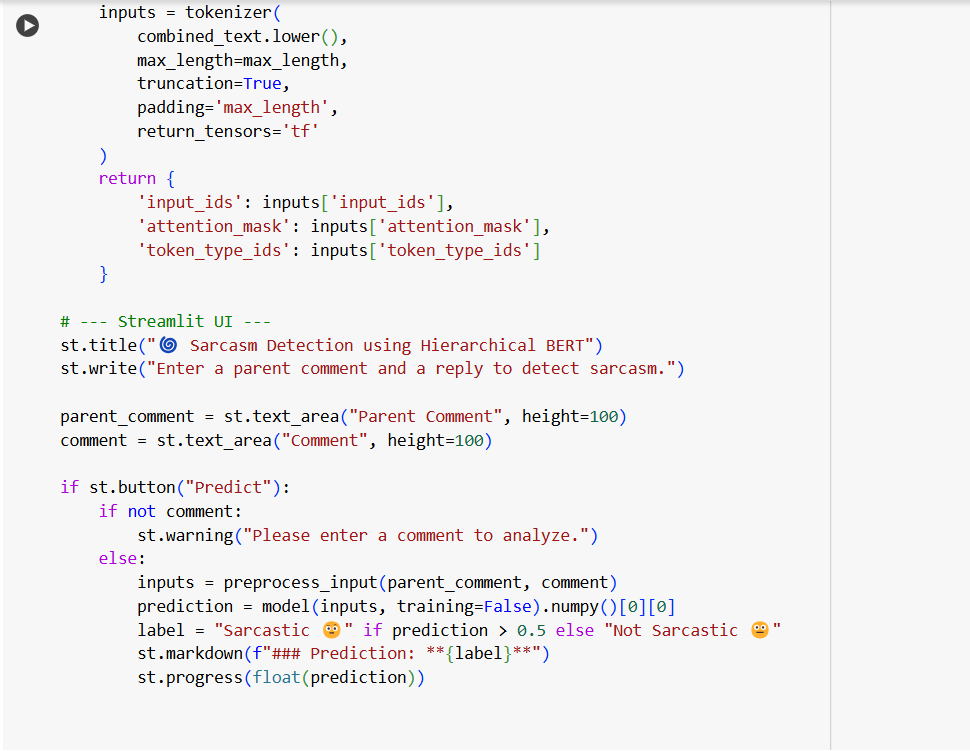 inputs = tokenizer(
        combined_text.lower(),
        max_length=max_length,
        truncation=True,
        padding='max_length',
        return_tensors='tf'
    )
    return {
        'input_ids': inputs['input_ids'],
        'attention_mask': inputs['attention_mask'],
        'token_type_ids': inputs['token_type_ids']
    }

# --- Streamlit UI ---
st.title("🌀 Sarcasm Detection using Hierarchical BERT")
st.write("Enter a parent comment and a reply to detect sarcasm.")

parent_comment = st.text_area("Parent Comment", height=100)
comment = st.text_area("Comment", height=100)

if st.button("Predict"):
    if not comment:
        st.warning("Please enter a comment to analyze.")
    else:
        inputs = preprocess_input(parent_comment, comment)
        prediction = model(inputs, training=False).numpy()[0][0]
        label = "Sarcastic 😳" if prediction > 0.5 else "Not Sarcastic 😐"
        st.markdown(f"### Prediction: **{label}**")
        st.progress(float(prediction))